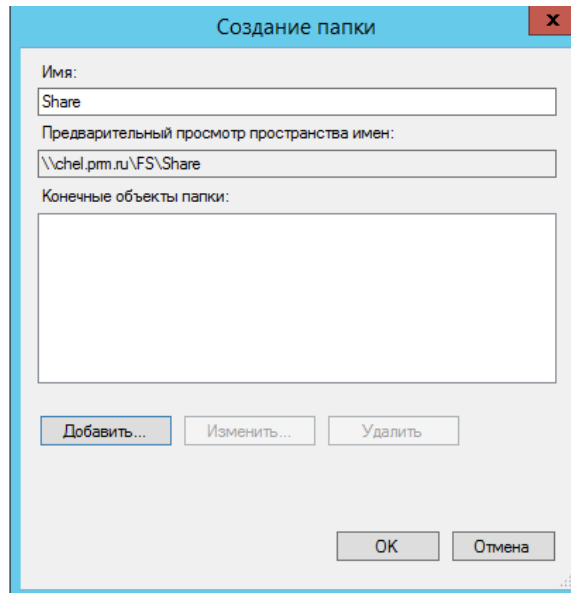 Создание папки
x
Имя:
Share
Предварительный просмотр пространства имен:
\\chel.prm.ru\FS\Share
Конечные объекты папки:
Добавить... Изменить... Удалить
OK Отмена